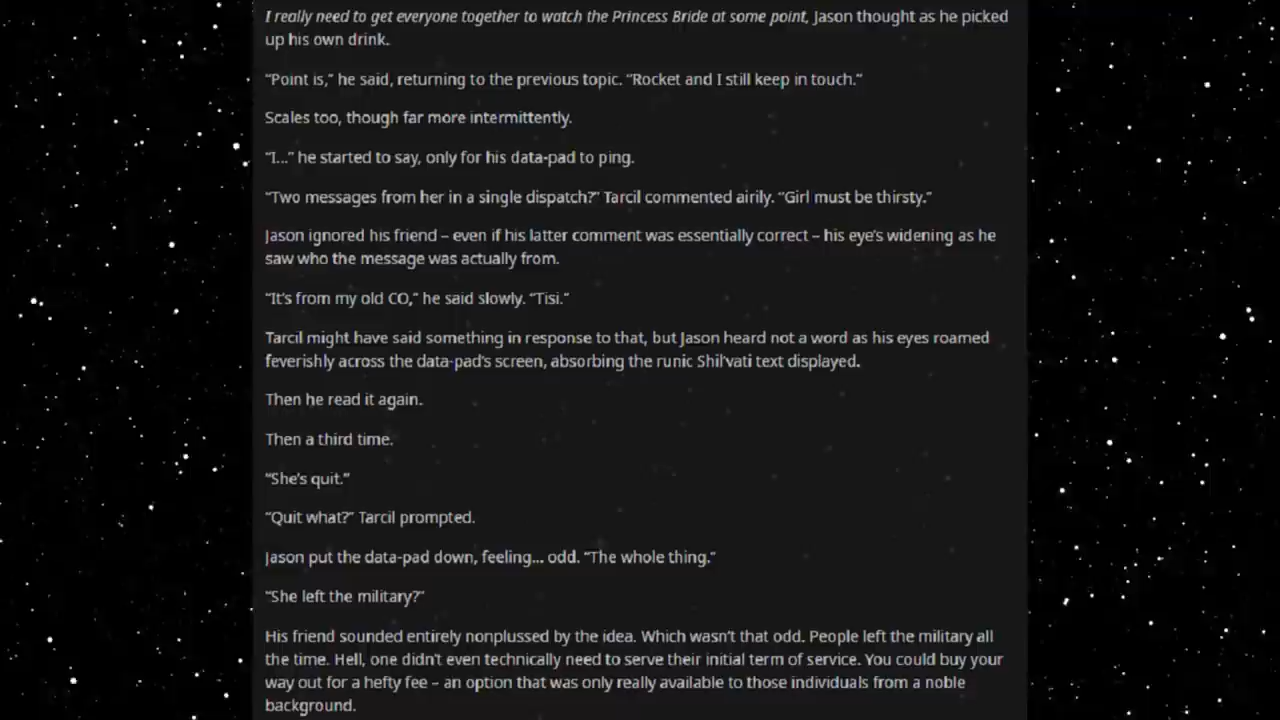 I really need to get everyone together to watch the Princess Bride at some point, Jason thought as he picked
up his own drink.
“Point is,” he said, returning to the previous topic. “Rocket and I still keep in touch.”
Scales too, though far more intermittently.
“I...” he started to say, only for his data-pad to ping.
“Two messages from her in a single dispatch?” Tarcil commented airily. “Girl must be thirsty.”
Jason ignored his friend – even if his latter comment was essentially correct – his eye’s widening as he
saw who the message was actually from.
“It’s from my old CO,” he said slowly. “Tisi.”
Tarcil might have said something in response to that, but Jason heard not a word as his eyes roamed
feverishly across the data-pad’s screen, absorbing the runic Shil’vati text displayed.
Then he read it again.
Then a third time.
“She’s quit.”
“Quit what?” Tarcil prompted.
Jason put the data-pad down, feeling... odd. “The whole thing.”
“She left the military?”
His friend sounded entirely nonplussed by the idea. Which wasn’t that odd. People left the military all
the time. Hell, one didn’t even technically need to serve their initial term of service. You could buy your
way out for a hefty fee – an option that was only really available to those individuals from a noble
background.